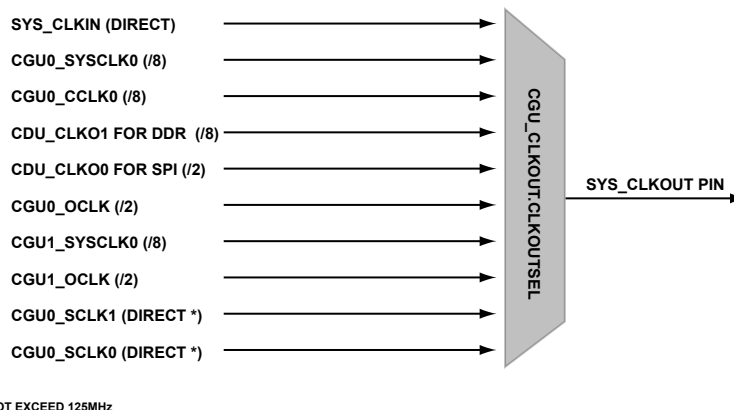 SYS_CLKIN (DIRECT)
CGU0_SYSCLK0 (/8)
CGU0_CCLK0 (/8)
CDU_CLKO1 FOR DDR (/8)
CDU_CLKO0 FOR SPI (/2)
CGU0_OCLK (/2)
CGU1_SYSCLK0 (/8)
CGU1_OCLK (/2)
CGU0_SCLK1 (DIRECT *)
CGU0_SCLK0 (DIRECT *)
CGU_CLKOUT.CLKOUTSEL
SYS_CLKOUT PIN
EXCEED 125MHz